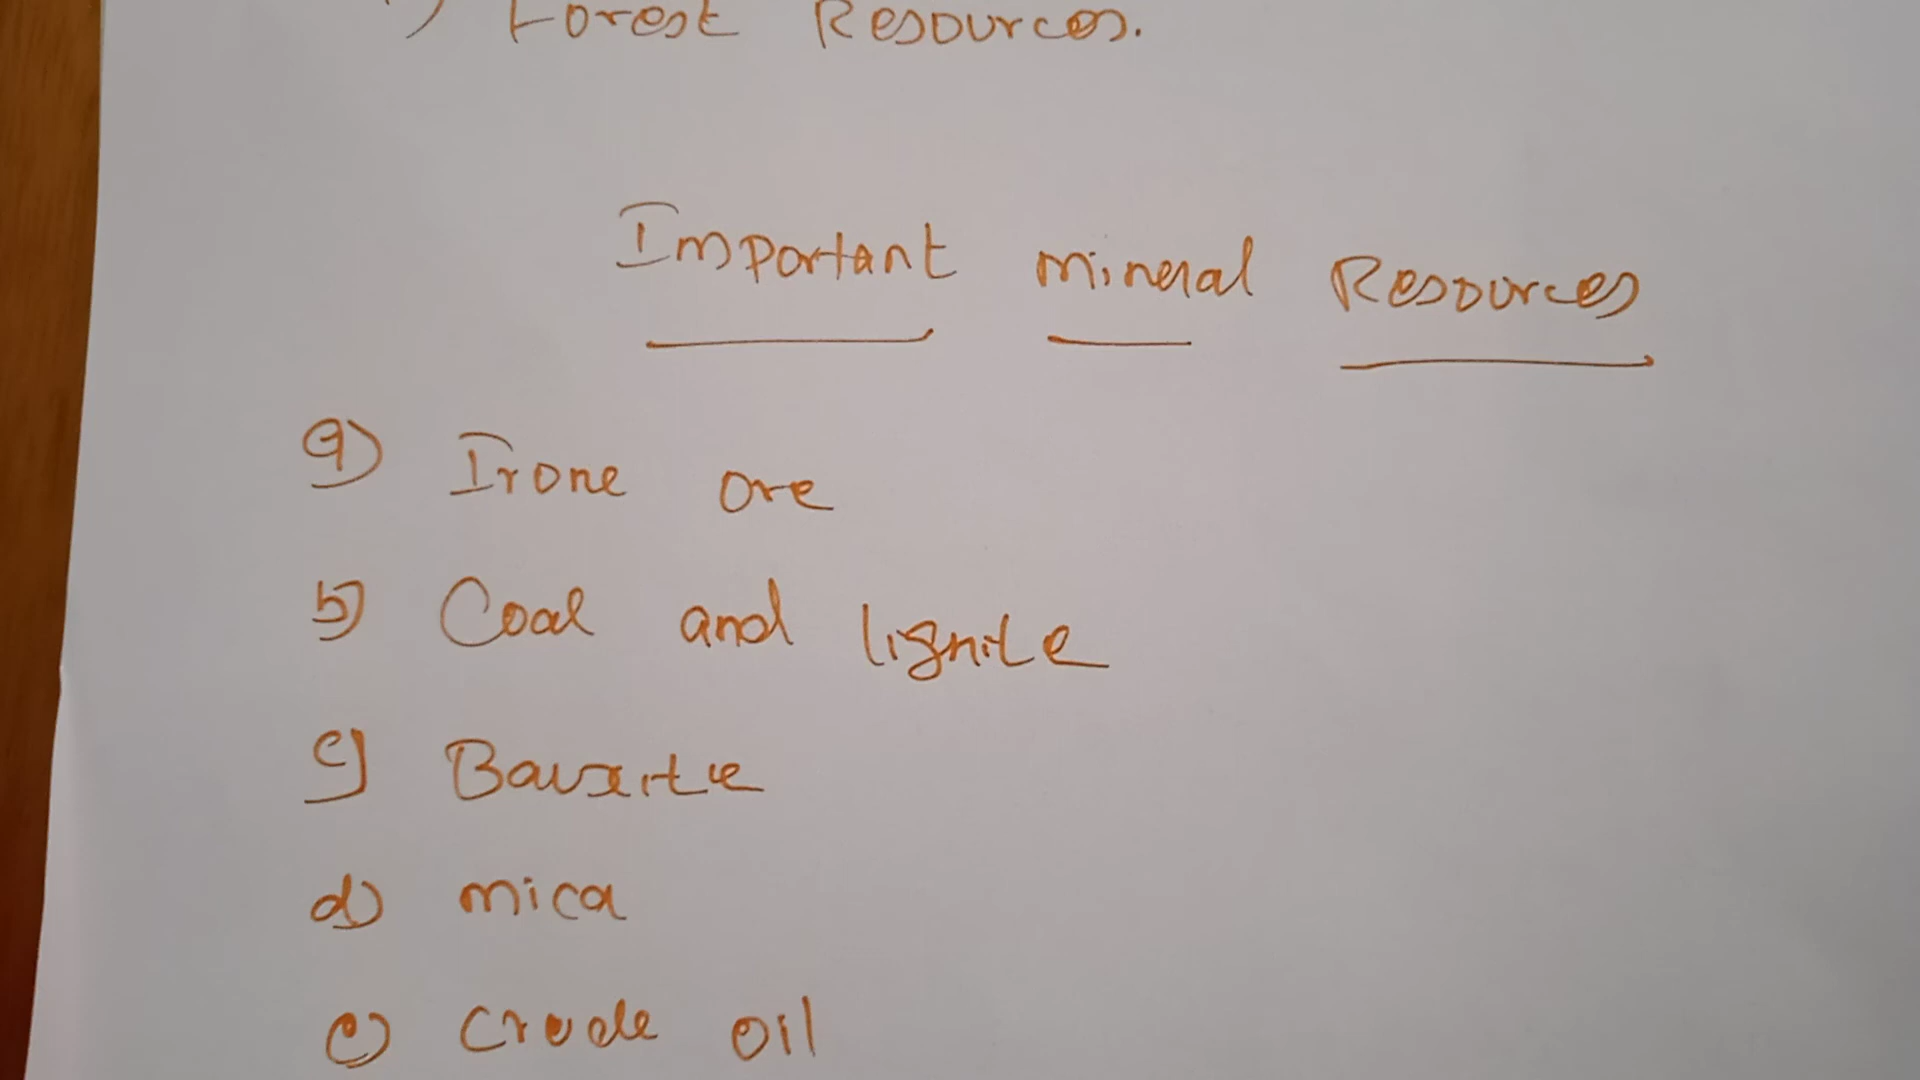 ) Forest Resources.
Important mineral Resources
a) Irone ore
b) Coal and lignite
c) Bauxite
d) mica
e) Crude oil